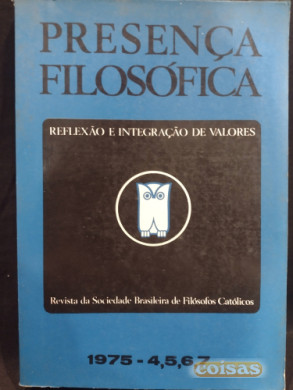 PRESENÇA
FILOSÓFICA
REFLEXÃO E INTEGRAÇÃO DE VALORES
Revista da Sociedade Brasileira de Filósofos Católicos
1975 - 4,5,6,7
coisas